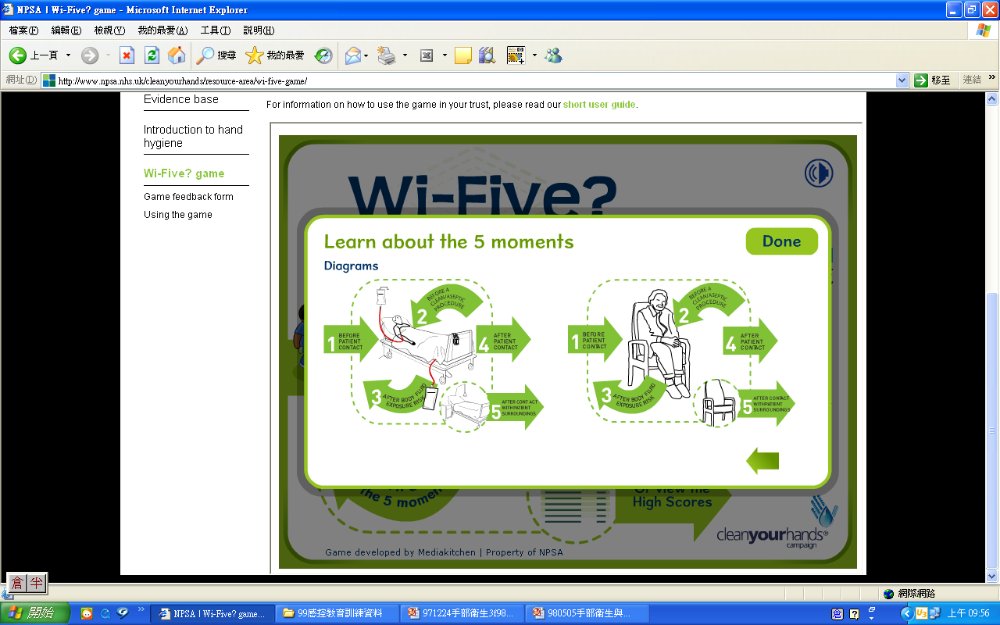 NPSA | Wi-Five? game - Microsoft Internet Explorer
檔案(F) 編輯(E) 檢視(V) 我的最愛(A) 工具(T) 說明(H)
上一頁 搜尋 我的最愛
網址(D) http://www.npsa.nhs.uk/cleanyourhands/resource-area/wi-five-game/ 移至 連結 »
Evidence base
Introduction to hand
hygiene
Wi-Five? game
Game feedback form
Using the game
For information on how to use the game in your trust, please read our short user guide.
Wi-Five?
Learn about the 5 moments
Done
Diagrams
1 BEFORE
PATIENT
CONTACT
2 BEFORE A
CLEAN/ASEPTIC
PROCEDURE
3 AFTER BODY FLUID
EXPOSURE RISK
4 AFTER
PATIENT
CONTACT
5 AFTER CONTACT
WITH PATIENT
SURROUNDINGS
1 BEFORE
PATIENT
CONTACT
2 BEFORE A
CLEAN/ASEPTIC
PROCEDURE
3 AFTER BODY FLUID
EXPOSURE RISK
4 AFTER
PATIENT
CONTACT
5 AFTER CONTACT
WITH PATIENT
SURROUNDINGS
the 5 moments
Or view the
High Scores
cleanyourhands®
campaign
Game developed by Mediakitchen | Property of NPSA
倉 半
網際網路
開始 » NPSA | Wi-Five? game... 99感控教育訓練資料 971224手部衛生3f98... 980505手部衛生與... 倉 ? U3 上午 09:56